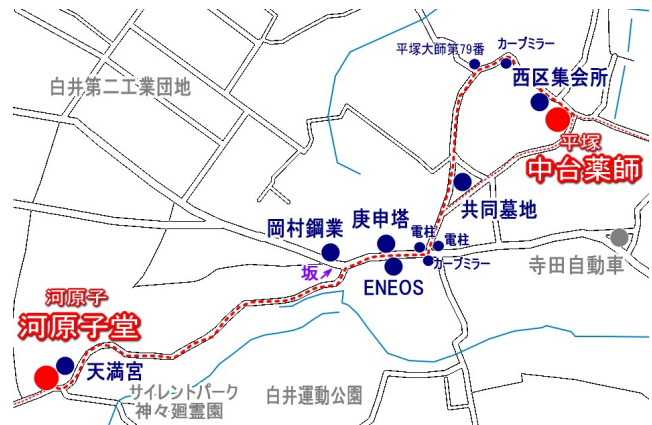 平塚大師第79番
カーブミラー
西区集会所
白井第二工業団地
平塚
中台薬師
共同墓地
岡村鋼業
庚申塔
電柱
電柱
カーブミラー
坂
ENEOS
寺田自動車
河原子
河原子堂
天満宮
サイレントパーク
神々廻霊園
白井運動公園